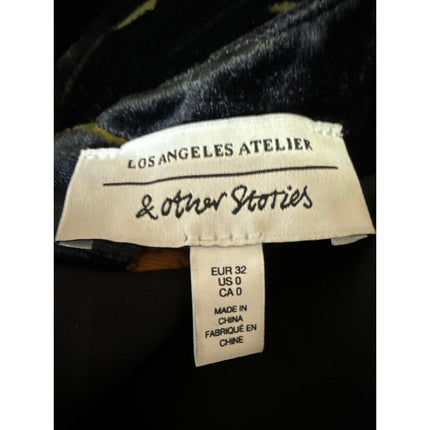 LOS ANGELES ATELIER
& other Stories
EUR 32
US 0
CA 0
MADE IN
CHINA
FABRIQUÉ EN
CHINE